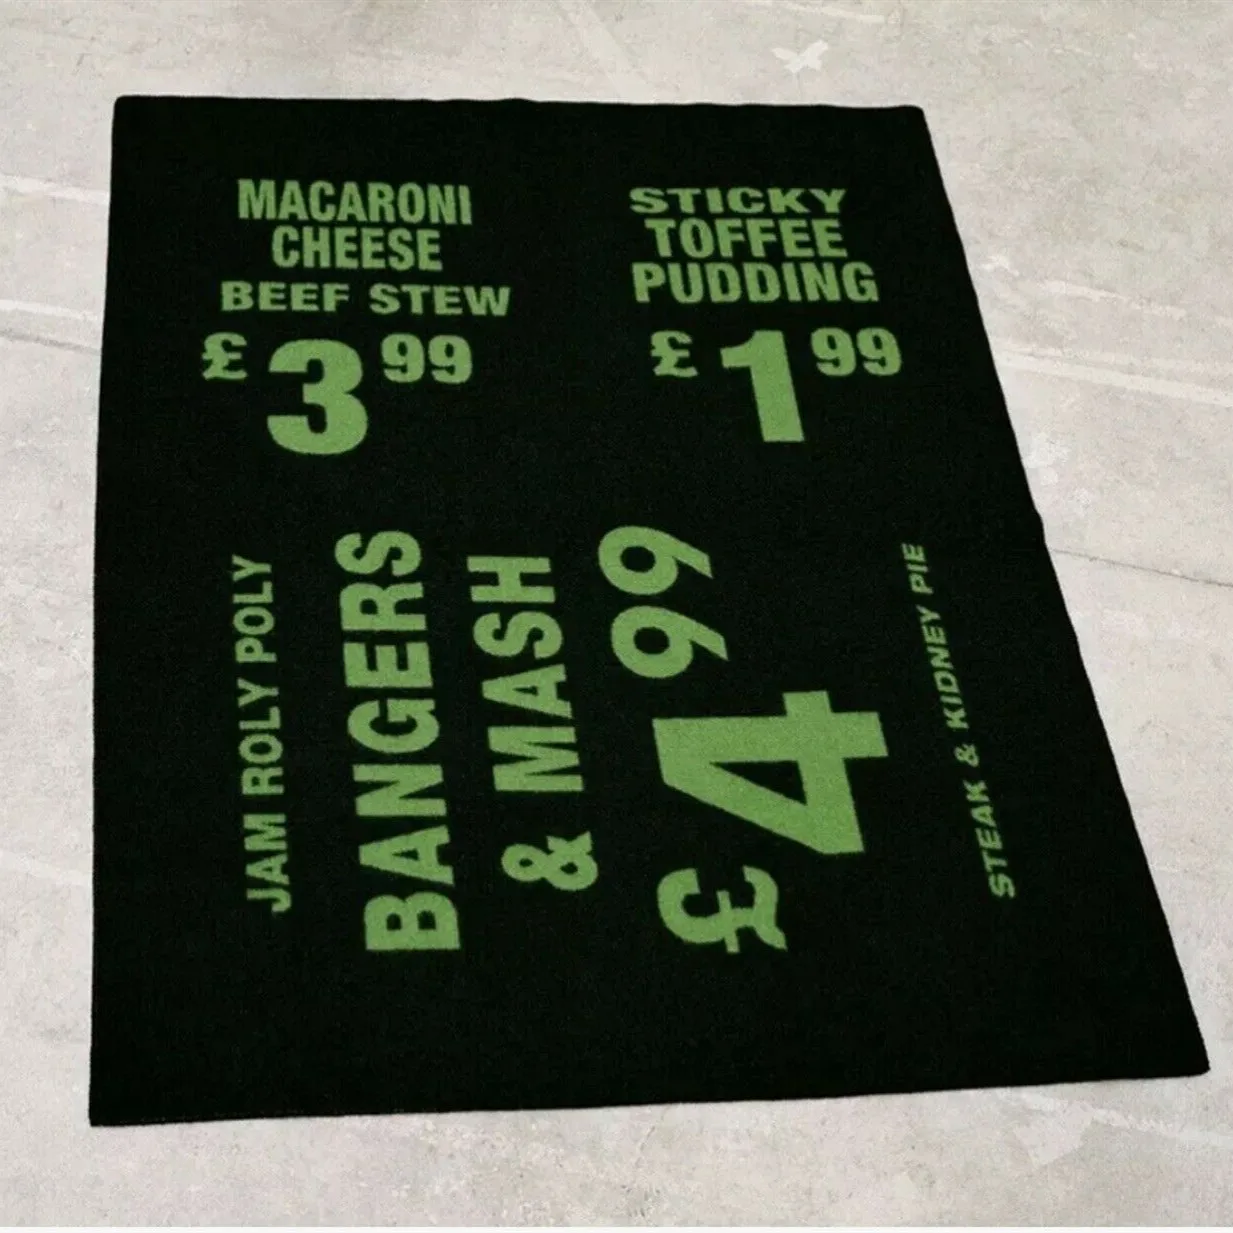 MACARONI
CHEESE
BEEF STEW
£3 99
STICKY
TOFFEE
PUDDING
£1 99
JAM ROLY POLY
BANGERS
& MASH
£4 99
STEAK & KIDNEY PIE